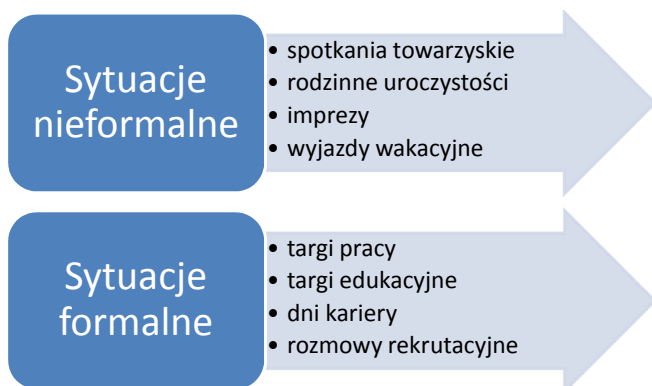 Sytuacje
nieformalne
• spotkania towarzyskie
• rodzinne uroczystości
• imprezy
• wyjazdy wakacyjne
Sytuacje
formalne
• targi pracy
• targi edukacyjne
• dni kariery
• rozmowy rekrutacyjne